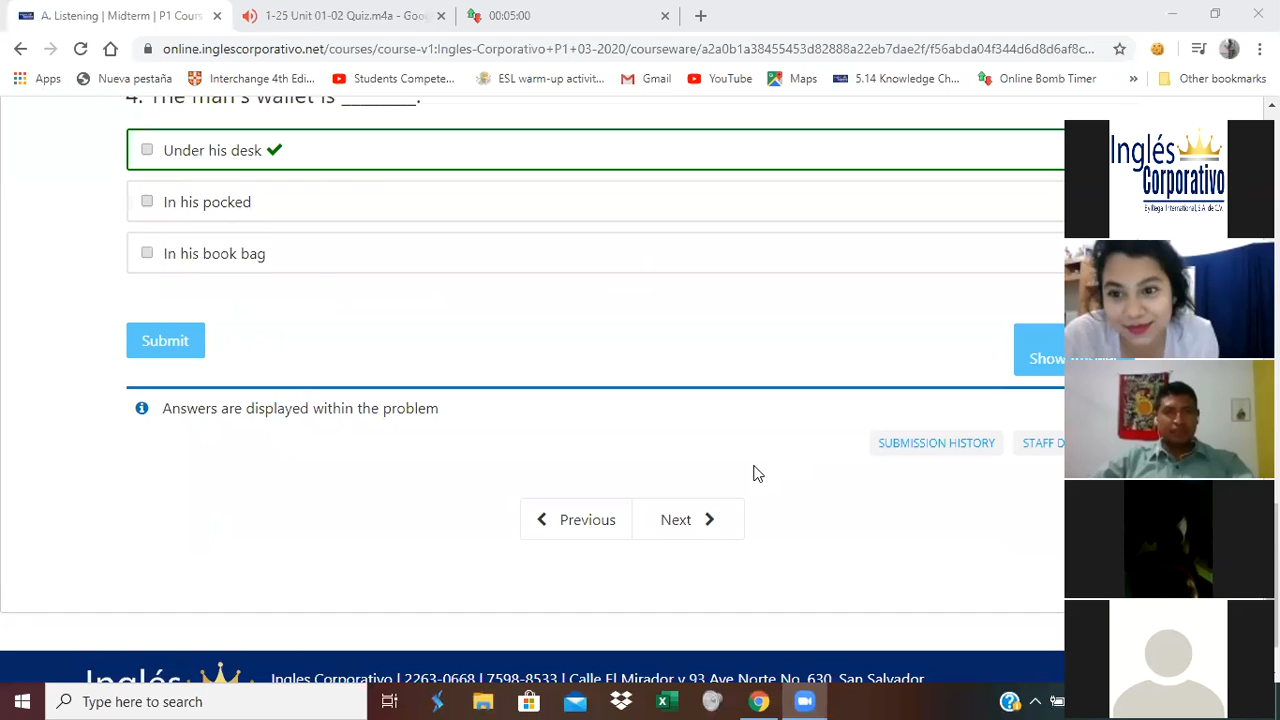 A. Listening | Midterm | P1 Cours
1-25 Unit 01-02 Quiz.m4a - Goo
00:05:00
online.inglescorporativo.net/courses/course-v1:Ingles-Corporativo+P1+03-2020/courseware/a2a0b1a38455453d82888a22eb7dae2f/f56abda04f344d6d8d6af8c...
Apps
Nueva pestaña
Interchange 4th Edi...
Students Compete...
ESL warm-up activit...
Gmail
YouTube
Maps
5.14 Knowledge Ch...
Online Bomb Timer
»
Other bookmarks
4. The man's wallet is ________.
Under his desk
In his pocked
In his book bag
Submit
Show
Answers are displayed within the problem
SUBMISSION HISTORY
STAFF D
Previous
Next
Inglés
Corporativo
Inglés
Ingles Corporativo | 2263-0668 | 7598-8533 | Calle El Mirador y 93 Ave Norte No. 630, San Salvador
Type here to search